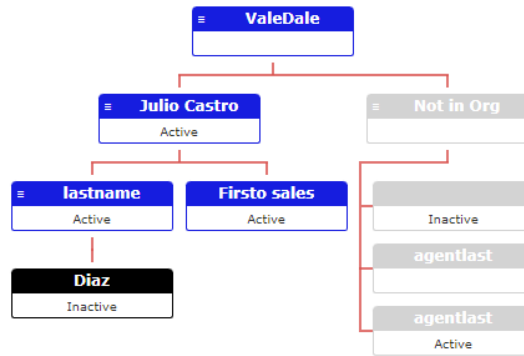 ValeDale
Julio Castro
Active
Not in Org
lastname
Active
Firsto sales
Active
Diaz
Inactive
Inactive
agentlast
agentlast
Active